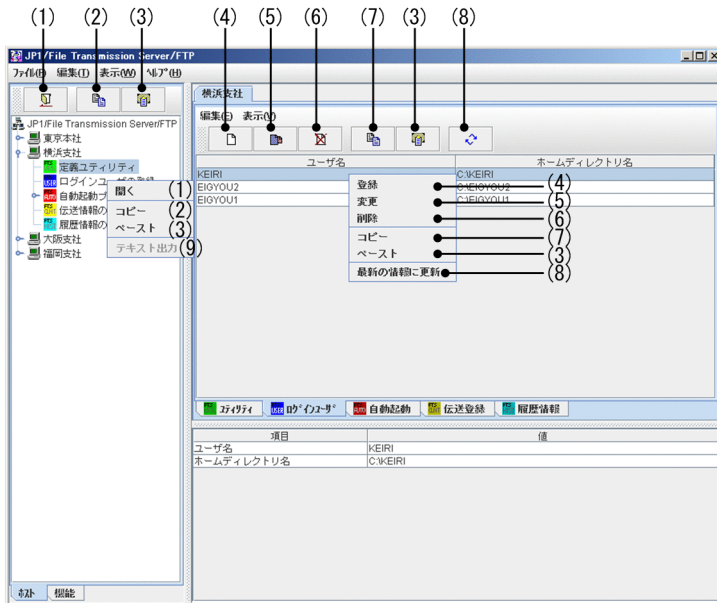 (1) (2) (3) (4) (5) (6) (7) (3) (8)
JP1/File Transmission Server/FTP
ファイル(F) 編集(T) 表示(W) ヘルプ(H)
横浜支社
編集(E) 表示(V)
JP1/File Transmission Server/FTP
東京本社
横浜支社
定義ユティリティ
ログインユーザの登録
自動起動プ
伝送情報の
履歴情報の
大阪支社
福岡支社
開く (1)
コピー (2)
ペースト (3)
テキスト出力 (9)
ユーザ名 ホームディレクトリ名
KEIRI C:\KEIRI
EIGYOU2 C:\EIGYOU2
EIGYOU1 C:\EIGYOU1
登録 (4)
変更 (5)
削除 (6)
コピー (7)
ペースト (3)
最新の情報に更新 (8)
ユティリティ ログインユーザ 自動起動 伝送登録 履歴情報
項目 値
ユーザ名 KEIRI
ホームディレクトリ名 C:\KEIRI
ホスト 機能